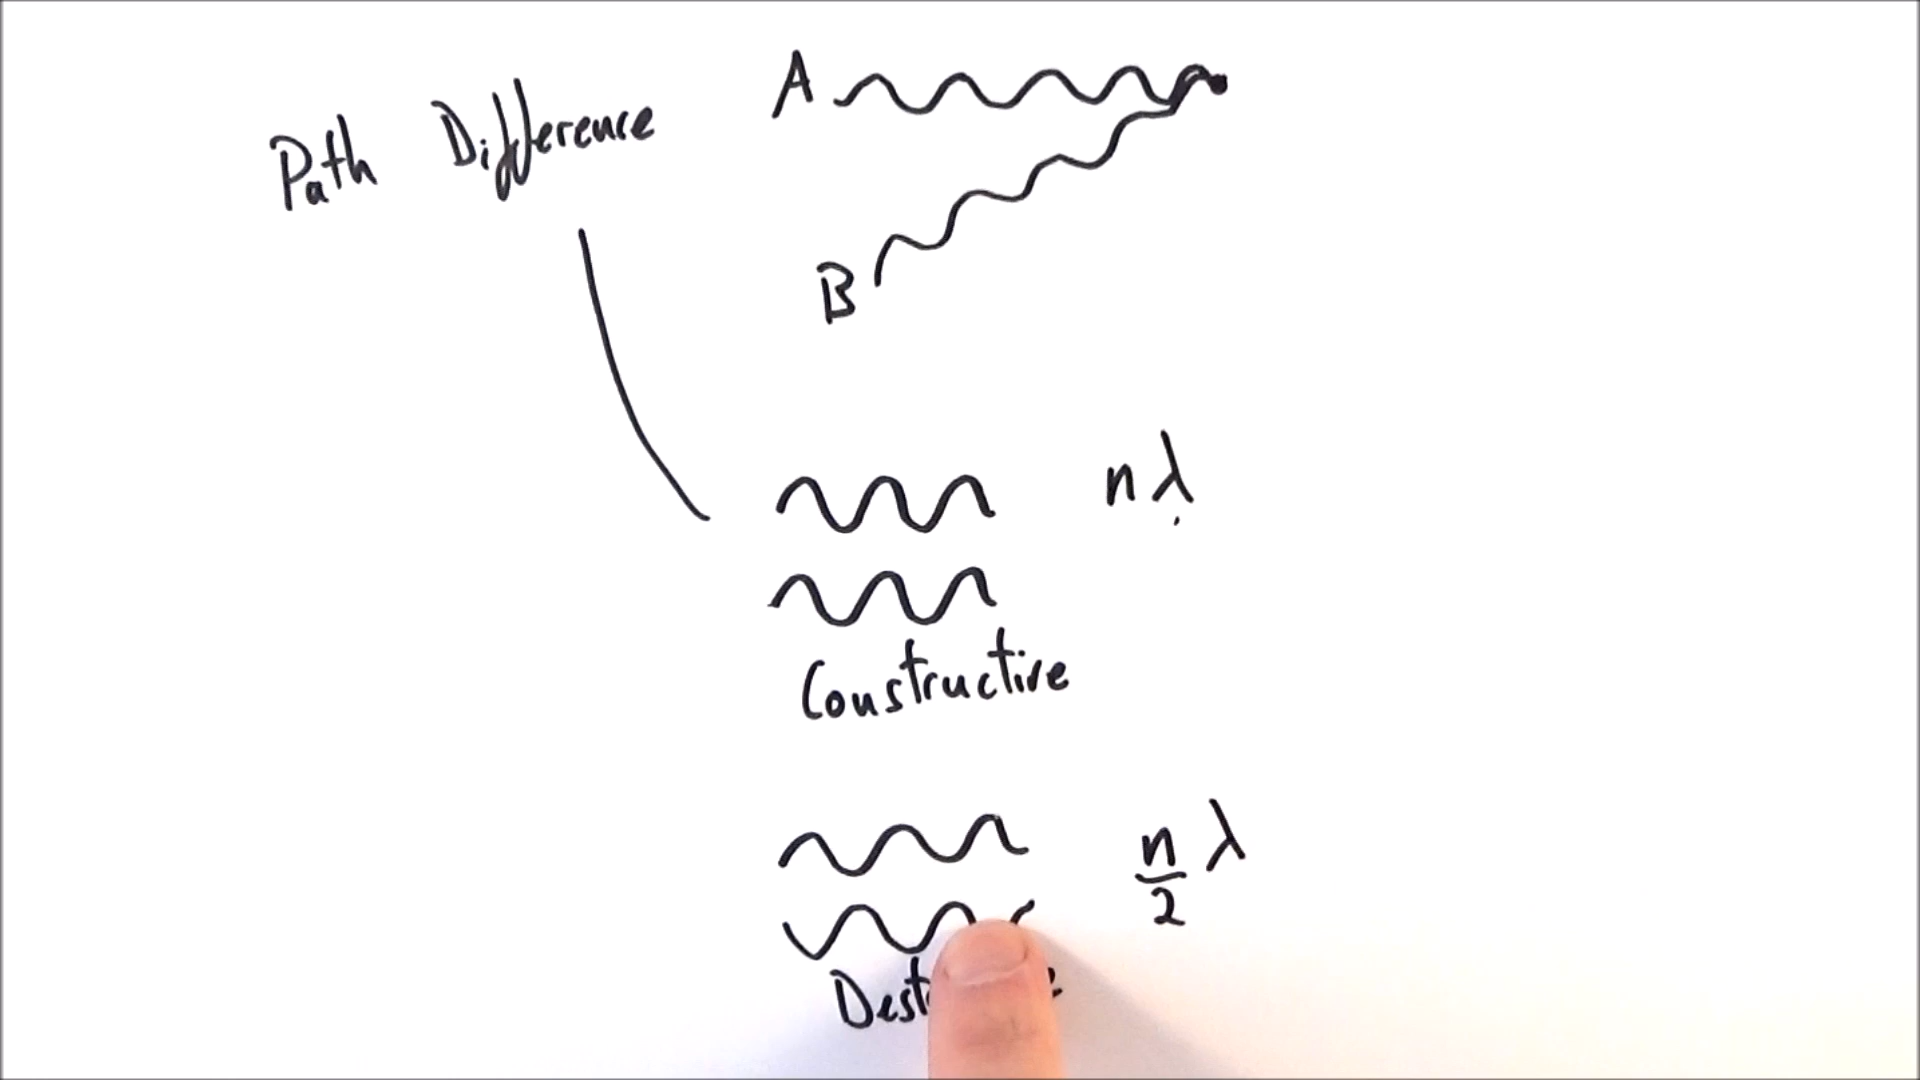 Path Difference
A
B
nλ
Constructive
n/2 λ